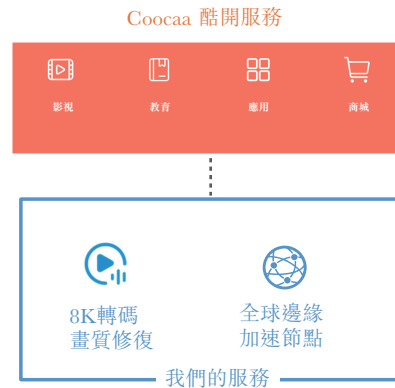 Coocaa 酷開服務
影視 教育 應用 商城
8K轉碼
畫質修復
全球邊緣
加速節點
我們的服務